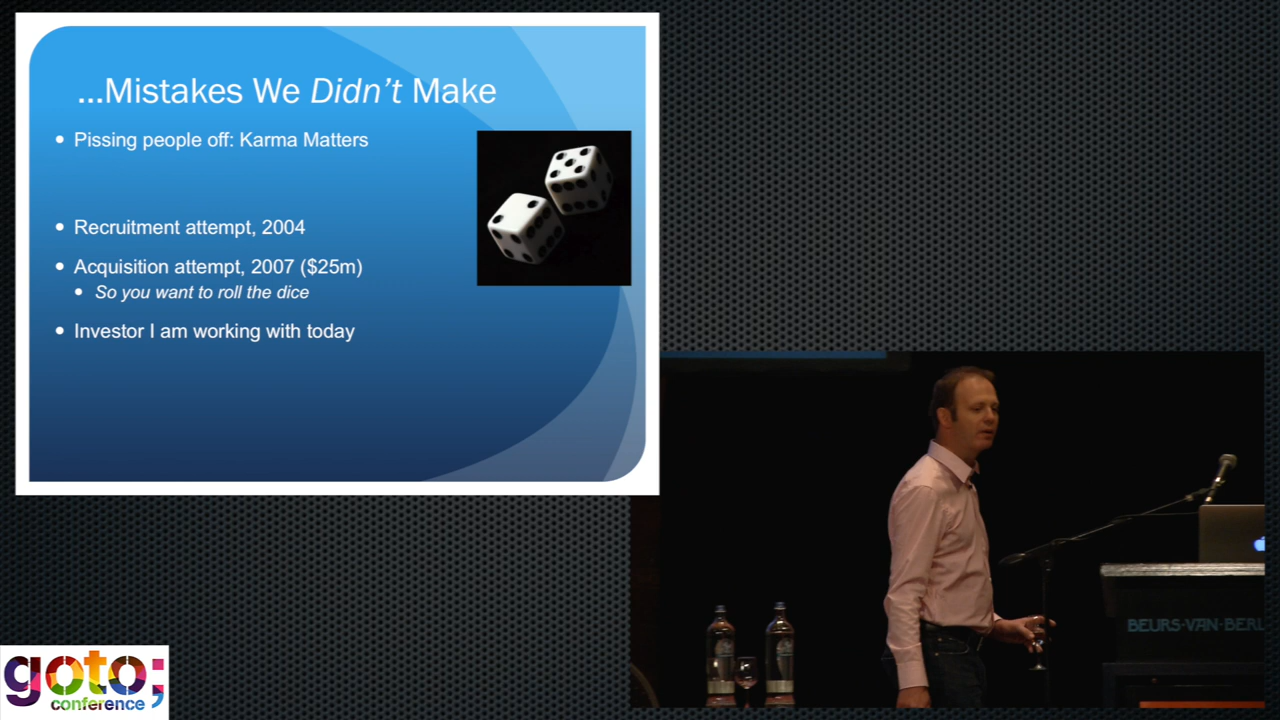 ...Mistakes We Didn't Make
• Pissing people off: Karma Matters
• Recruitment attempt, 2004
• Acquisition attempt, 2007 ($25m)
• So you want to roll the dice
• Investor I am working with today
BEURS·VAN·BERL
goto;
conference